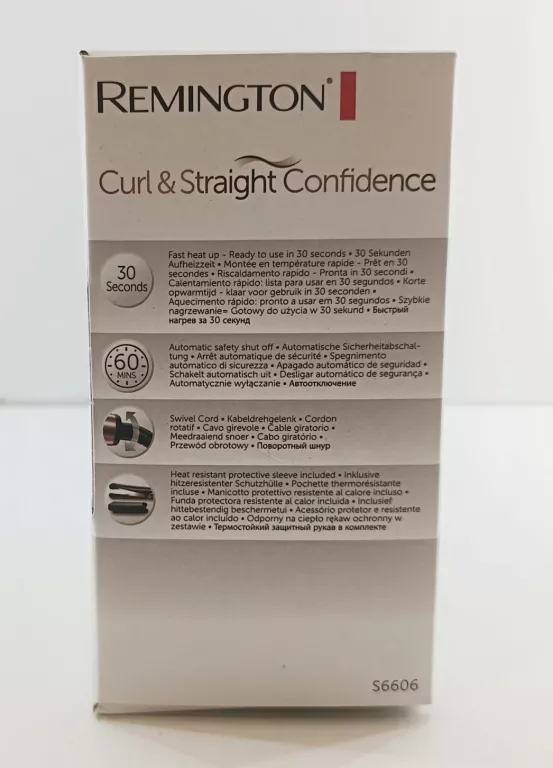 REMINGTON®
Curl & Straight Confidence
30
Seconds
Fast heat up - Ready to use in 30 seconds • 30 Sekunden
Aufheizzeit • Montée en température rapide - Prêt en 30
secondes • Riscaldamento rapido - Pronta in 30 secondi •
Calentamiento rápido: lista para usar en 30 segundos • Korte
opwarmtijd - klaar voor gebruik in 30 seconden •
Aquecimento rápido: pronto a usar em 30 segundos • Szybkie
nagrzewanie= Gotowy do użycia w 30 sekund • Быстрый
нагрев за 30 секунд
60
MINS
Automatic safety shut off • Automatische Sicherheitabschal-
tung • Arrêt automatique de sécurité • Spegnimento
automatico di sicurezza • Apagado automático de seguridad •
Schakelt automatisch uit • Desligar automático de segurança •
Automatycznie wyłączanie • Автоотключение
Swivel Cord • Kabeldrehgelenk • Cordon
rotatif • Cavo girevole • Cable giratorio •
Meedraaiend snoer • Cabo giratório •
Przewód obrotowy • Поворотный шнур
Heat resistant protective sleeve included • Inklusive
hitzeresistenter Schutzhülle • Pochette thermorésistante
incluse • Manicotto protettivo resistente al calore incluso •
Funda protectora resistente al calor incluida • Inclusief
hittebestendig beschermetui • Acessório protetor e resistente
ao calor incluído • Odporny na ciepło rękaw ochronny w
zestawie • Термостойкий защитный рукав в комплекте
S6606